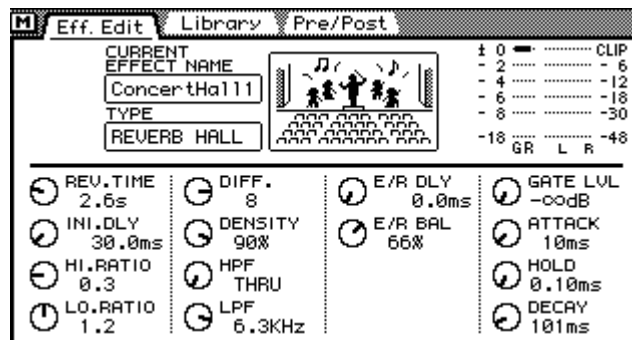 M Eff. Edit Library Pre/Post
CURRENT
EFFECT NAME
ConcertHall1
TYPE
REVERB HALL
± 0 CLIP
- 2 - 6
- 4 -12
- 6 -18
- 8 -30
-18 -48
GR L R
REV.TIME
2.6s
INI.DLY
30.0ms
HI.RATIO
0.3
LO.RATIO
1.2
DIFF.
8
DENSITY
90%
HPF
THRU
LPF
6.3KHz
E/R DLY
0.0ms
E/R BAL
66%
GATE LVL
-∞dB
ATTACK
10ms
HOLD
0.10ms
DECAY
101ms